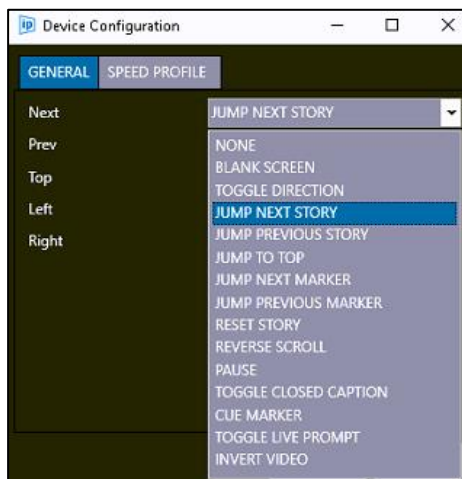 ip Device Configuration
GENERAL SPEED PROFILE
Next JUMP NEXT STORY
Prev
Top
Left
Right
NONE
BLANK SCREEN
TOGGLE DIRECTION
JUMP NEXT STORY
JUMP PREVIOUS STORY
JUMP TO TOP
JUMP NEXT MARKER
JUMP PREVIOUS MARKER
RESET STORY
REVERSE SCROLL
PAUSE
TOGGLE CLOSED CAPTION
CUE MARKER
TOGGLE LIVE PROMPT
INVERT VIDEO